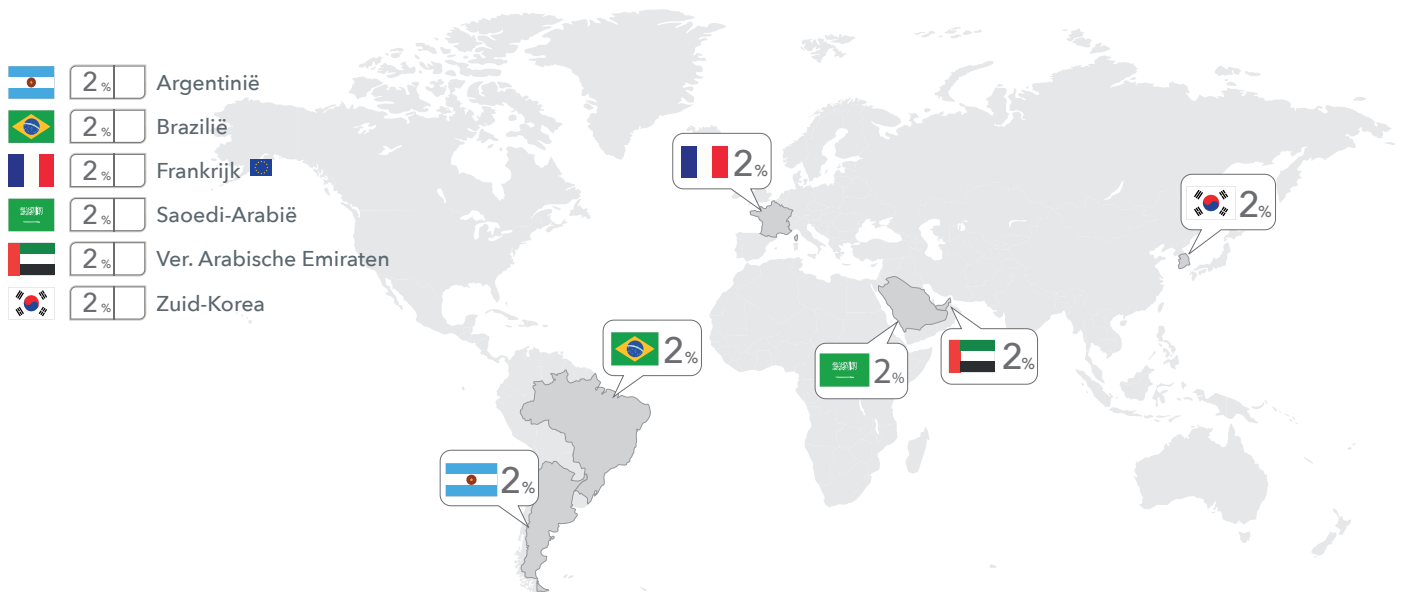 2% Argentinië
2% Brazilië
2% Frankrijk
2% Saoedi-Arabië
2% Ver. Arabische Emiraten
2% Zuid-Korea
2%
2%
2%
2%
2%
2%